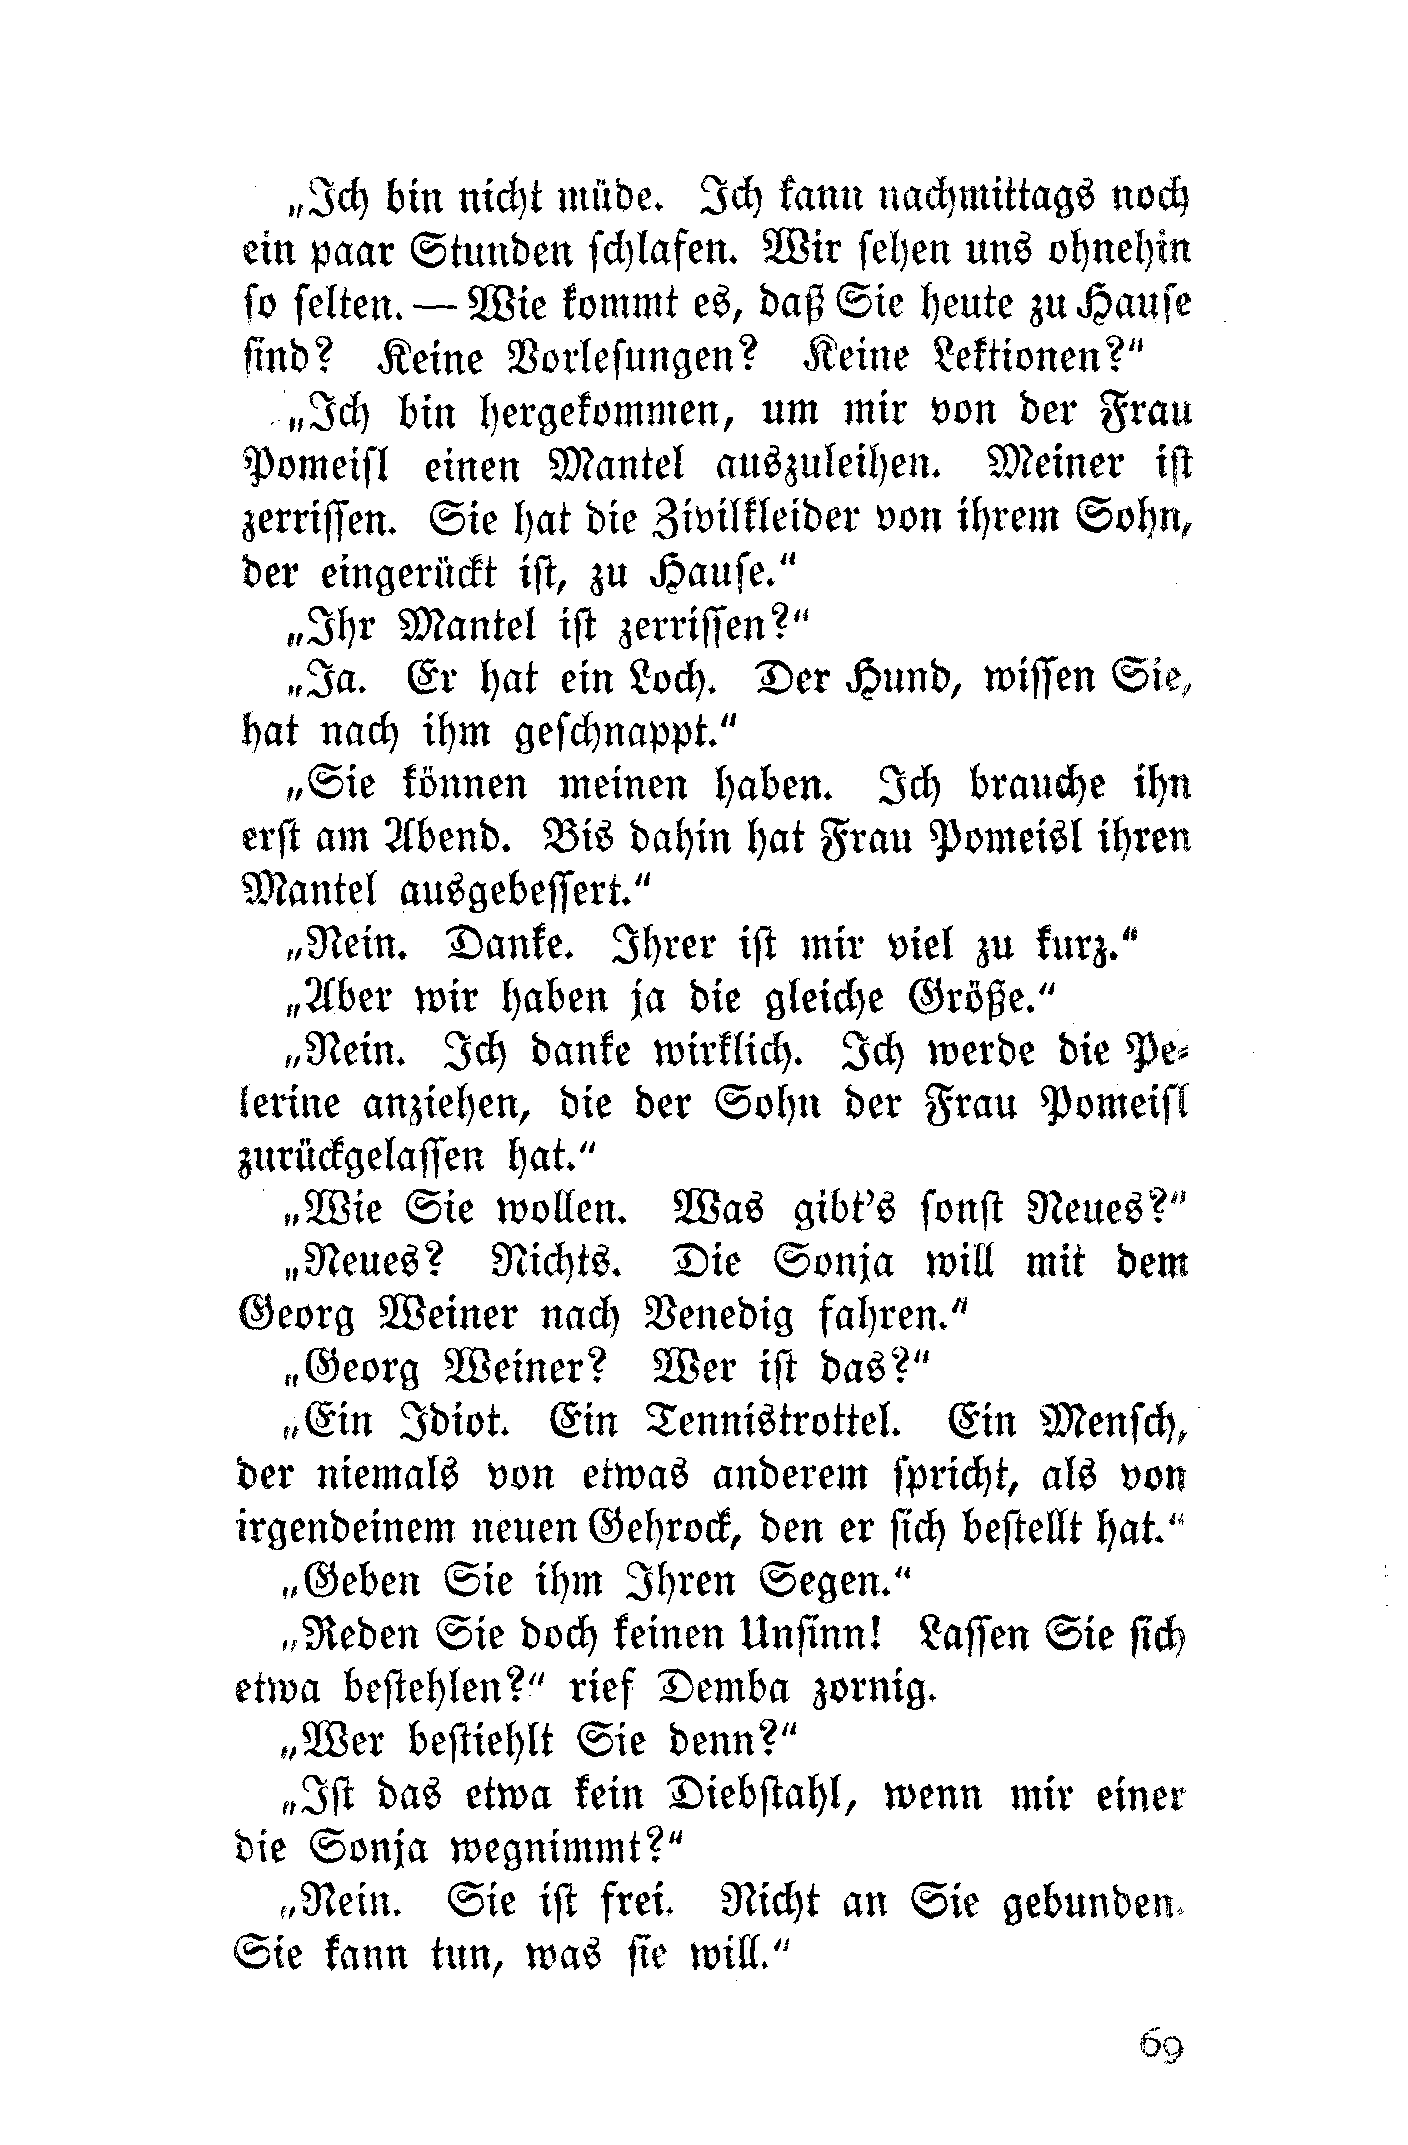 „Ich bin nicht müde. Ich kann nachmittags noch
ein paar Stunden schlafen. Wir sehen uns ohnehin
so selten. — Wie kommt es, daß Sie heute zu Hause
sind? Keine Vorlesungen? Keine Lektionen?“
„Ich bin hergekommen, um mir von der Frau
Pomeisl einen Mantel auszuleihen. Meiner ist
zerrissen. Sie hat die Zivilkleider von ihrem Sohn,
der eingerückt ist, zu Hause.“
„Ihr Mantel ist zerrissen?“
„Ja. Er hat ein Loch. Der Hund, wissen Sie,
hat nach ihm geschnappt.“
„Sie können meinen haben. Ich brauche ihn
erst am Abend. Bis dahin hat Frau Pomeisl ihren
Mantel ausgebessert.“
„Nein. Danke. Ihrer ist mir viel zu kurz.“
„Aber wir haben ja die gleiche Größe.“
„Nein. Ich danke wirklich. Ich werde die Pe-
lerine anziehen, die der Sohn der Frau Pomeisl
zurückgelassen hat.“
„Wie Sie wollen. Was gibt’s sonst Neues?“
„Neues? Nichts. Die Sonja will mit dem
Georg Weiner nach Venedig fahren.“
„Georg Weiner? Wer ist das?“
„Ein Idiot. Ein Tennistrottel. Ein Mensch,
der niemals von etwas anderem spricht, als von
irgendeinem neuen Gehrock, den er sich bestellt hat.“
„Geben Sie ihm Ihren Segen.“
„Reden Sie doch keinen Unsinn! Lassen Sie sich
etwa bestehlen?“ rief Demba zornig.
„Wer bestiehlt Sie denn?“
„Ist das etwa kein Diebstahl, wenn mir einer
die Sonja wegnimmt?“
„Nein. Sie ist frei. Nicht an Sie gebunden.
Sie kann tun, was sie will.“
69